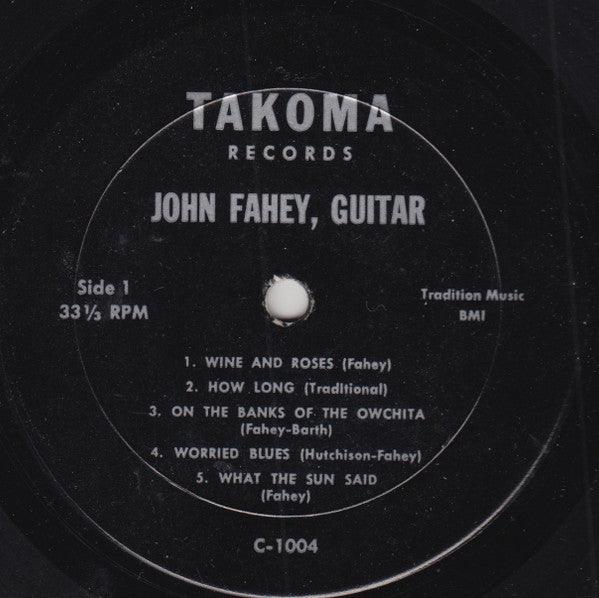 TAKOMA
RECORDS
JOHN FAHEY, GUITAR
Side 1
33⅓ RPM
Tradition Music
BMI
1. WINE AND ROSES (Fahey)
2. HOW LONG (Traditional)
3. ON THE BANKS OF THE OWCHITA
(Fahey-Barth)
4. WORRIED BLUES (Hutchison-Fahey)
5. WHAT THE SUN SAID
(Fahey)
C-1004